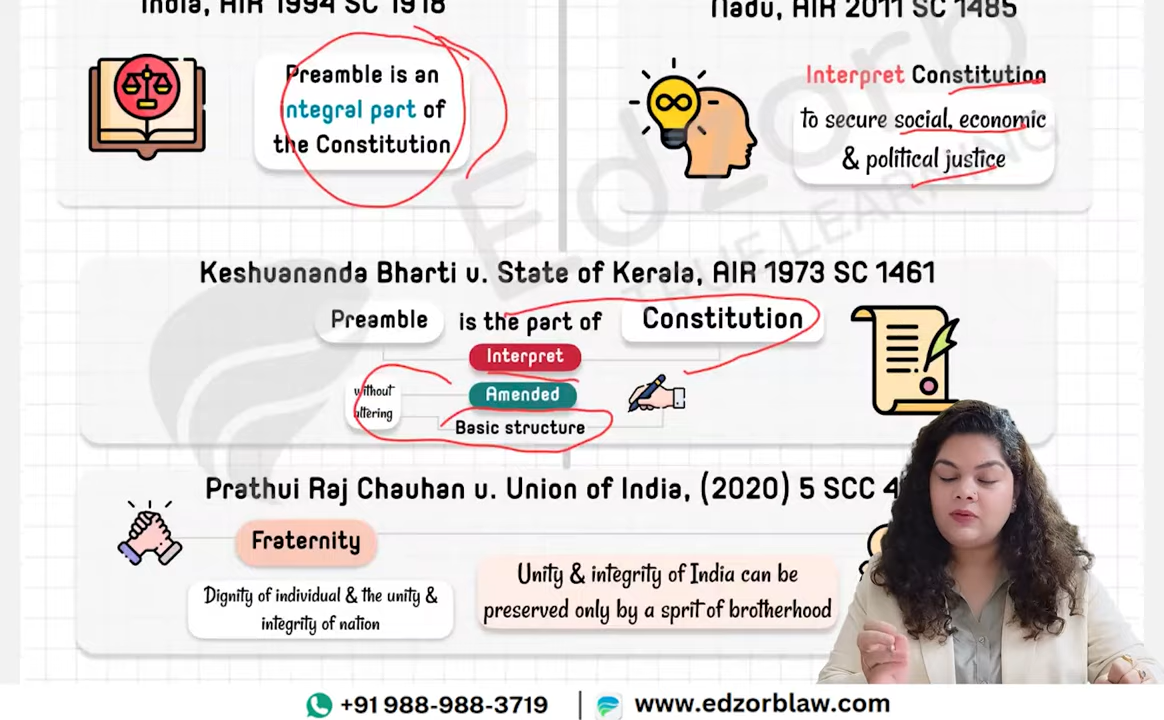 India, AIR 1994 SC 1918
Nadu, AIR 2011 SC 1485
Preamble is an
integral part of
the Constitution
Interpret Constitution
to secure social, economic
& political justice
Keshvananda Bharti v. State of Kerala, AIR 1973 SC 1461
Preamble is the part of Constitution
Interpret
without
altering
Amended
Basic structure
Prathvi Raj Chauhan v. Union of India, (2020) 5 SCC 4
Fraternity
Dignity of individual & the unity &
integrity of nation
Unity & integrity of India can be
preserved only by a sprit of brotherhood
Edzorb
TRUE LEARNING
+91 988-988-3719 | www.edzorblaw.com